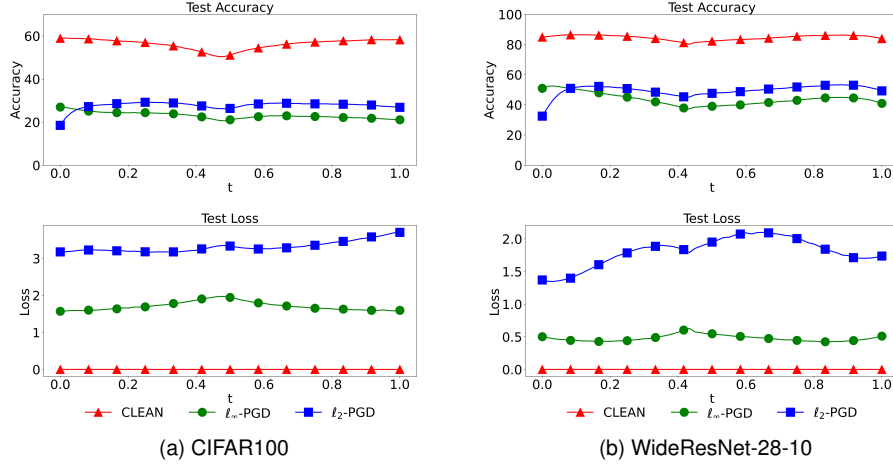 Test Accuracy
60
40
20
0
Accuracy
0.0 0.2 0.4 0.6 0.8 1.0
t
Test Loss
3
2
1
0
Loss
0.0 0.2 0.4 0.6 0.8 1.0
t
CLEAN ℓ∞-PGD ℓ2-PGD
(a) CIFAR100
Test Accuracy
100
80
60
40
20
0
Accuracy
0.0 0.2 0.4 0.6 0.8 1.0
t
Test Loss
2.0
1.5
1.0
0.5
0.0
Loss
0.0 0.2 0.4 0.6 0.8 1.0
t
CLEAN ℓ∞-PGD ℓ2-PGD
(b) WideResNet-28-10